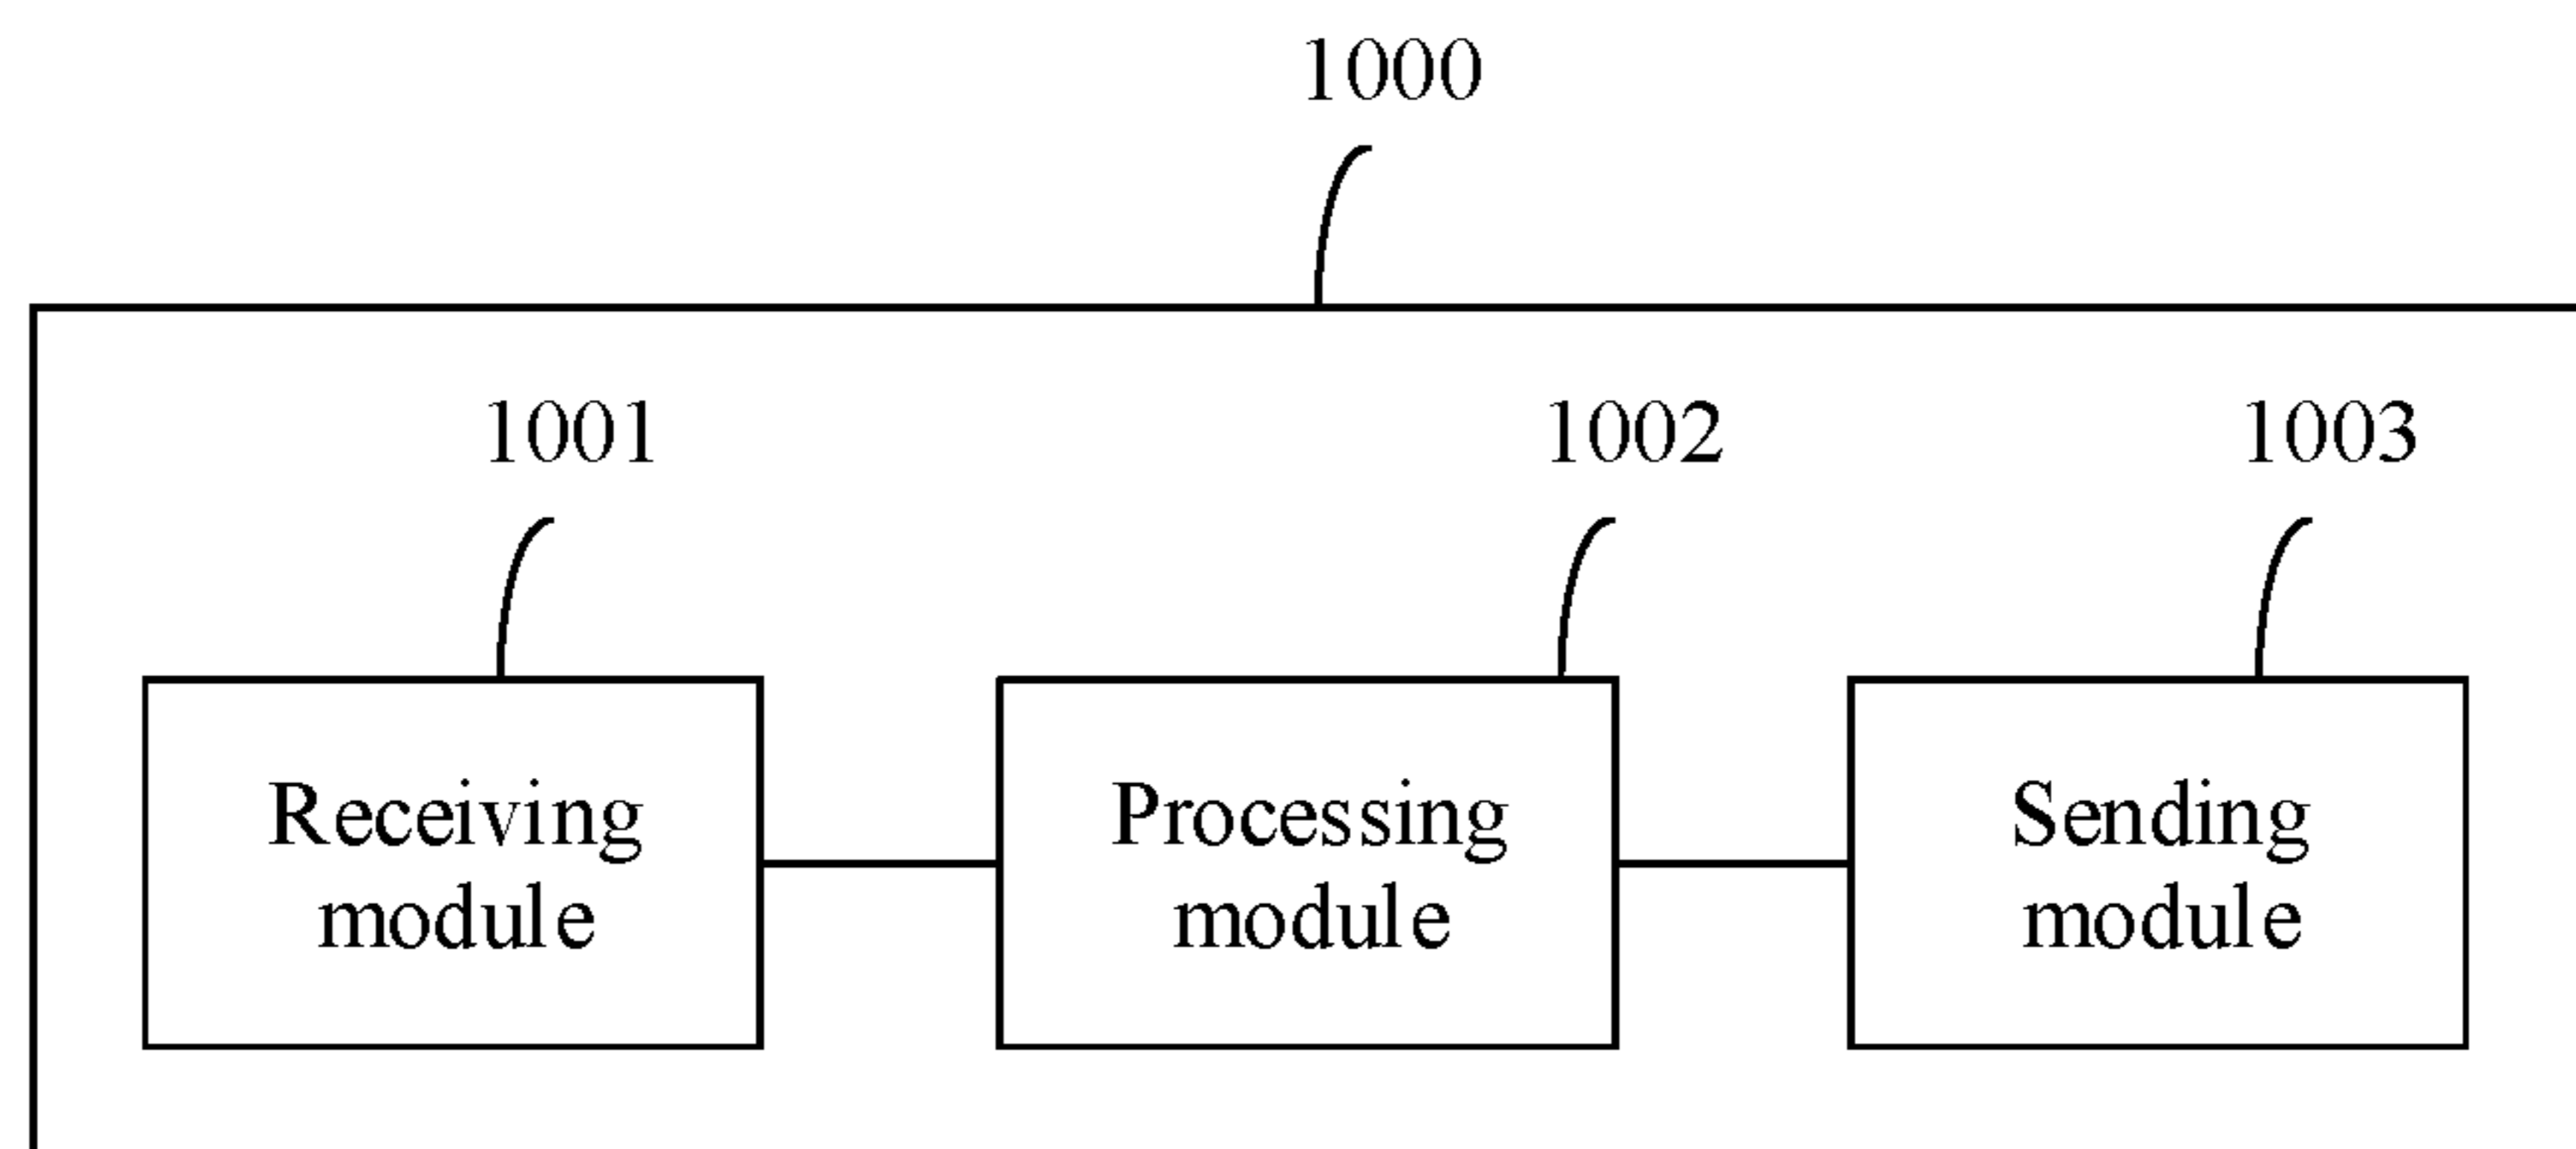 1000
1001
1002
1003
Receiving
module
Processing
module
Sending
module